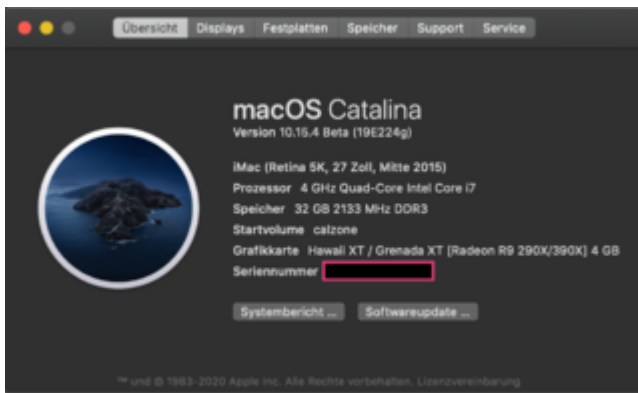 Übersicht Displays Festplatten Speicher Support Service
macOS Catalina
Version 10.15.4 Beta (19E224g)
iMac (Retina 5K, 27 Zoll, Mitte 2015)
Prozessor 4 GHz Quad-Core Intel Core i7
Speicher 32 GB 2133 MHz DDR3
Startvolume calzone
Grafikkarte Hawaii XT / Grenada XT [Radeon R9 290X/390X] 4 GB
Seriennummer
Systembericht ... Softwareupdate ...
™ und © 1983-2020 Apple Inc. Alle Rechte vorbehalten. Lizenzvereinbarung